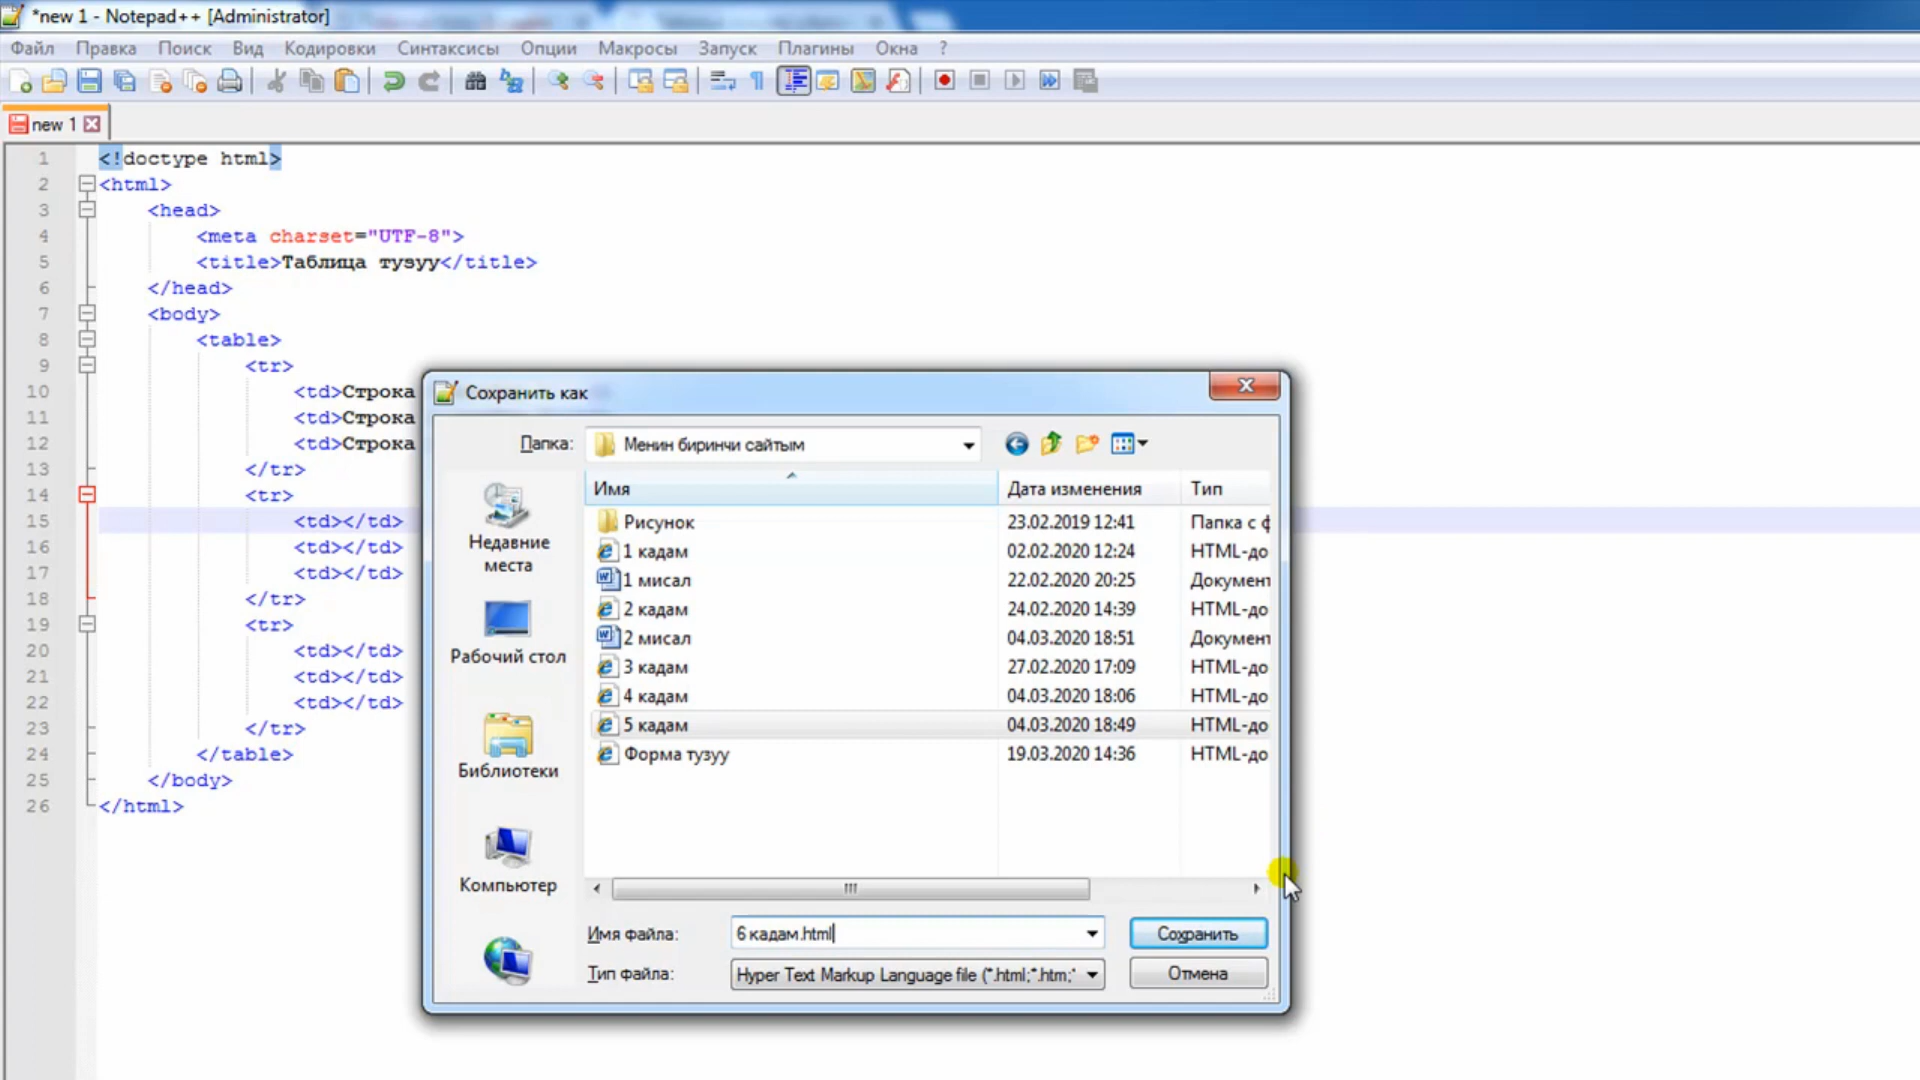 *new 1 - Notepad++ [Administrator]
Файл Правка Поиск Вид Кодировки Синтаксисы Опции Макросы Запуск Плагины Окна ?
new 1
1 <!doctype html>
2 <html>
3 <head>
4 <meta charset="UTF-8">
5 <title>Таблица тузуу</title>
6 </head>
7 <body>
8 <table>
9 <tr>
10 <td>Строка
11 <td>Строка
12 <td>Строка
13 </tr>
14 <tr>
15 <td></td>
16 <td></td>
17 <td></td>
18 </tr>
19 <tr>
20 <td></td>
21 <td></td>
22 <td></td>
23 </tr>
24 </table>
25 </body>
26 </html>
Сохранить как
Папка: Менин биринчи сайтым
Имя Дата изменения Тип
Рисунок 23.02.2019 12:41 Папка с ф
1 кадам 02.02.2020 12:24 HTML-до
1 мисал 22.02.2020 20:25 Документ
2 кадам 24.02.2020 14:39 HTML-до
2 мисал 04.03.2020 18:51 Документ
3 кадам 27.02.2020 17:09 HTML-до
4 кадам 04.03.2020 18:06 HTML-до
5 кадам 04.03.2020 18:49 HTML-до
Форма тузуу 19.03.2020 14:36 HTML-до
Недавние
места
Рабочий стол
Библиотеки
Компьютер
Имя файла: 6 кадам.html Сохранить
Тип файла: Hyper Text Markup Language file (*.html;*.htm;* Отмена